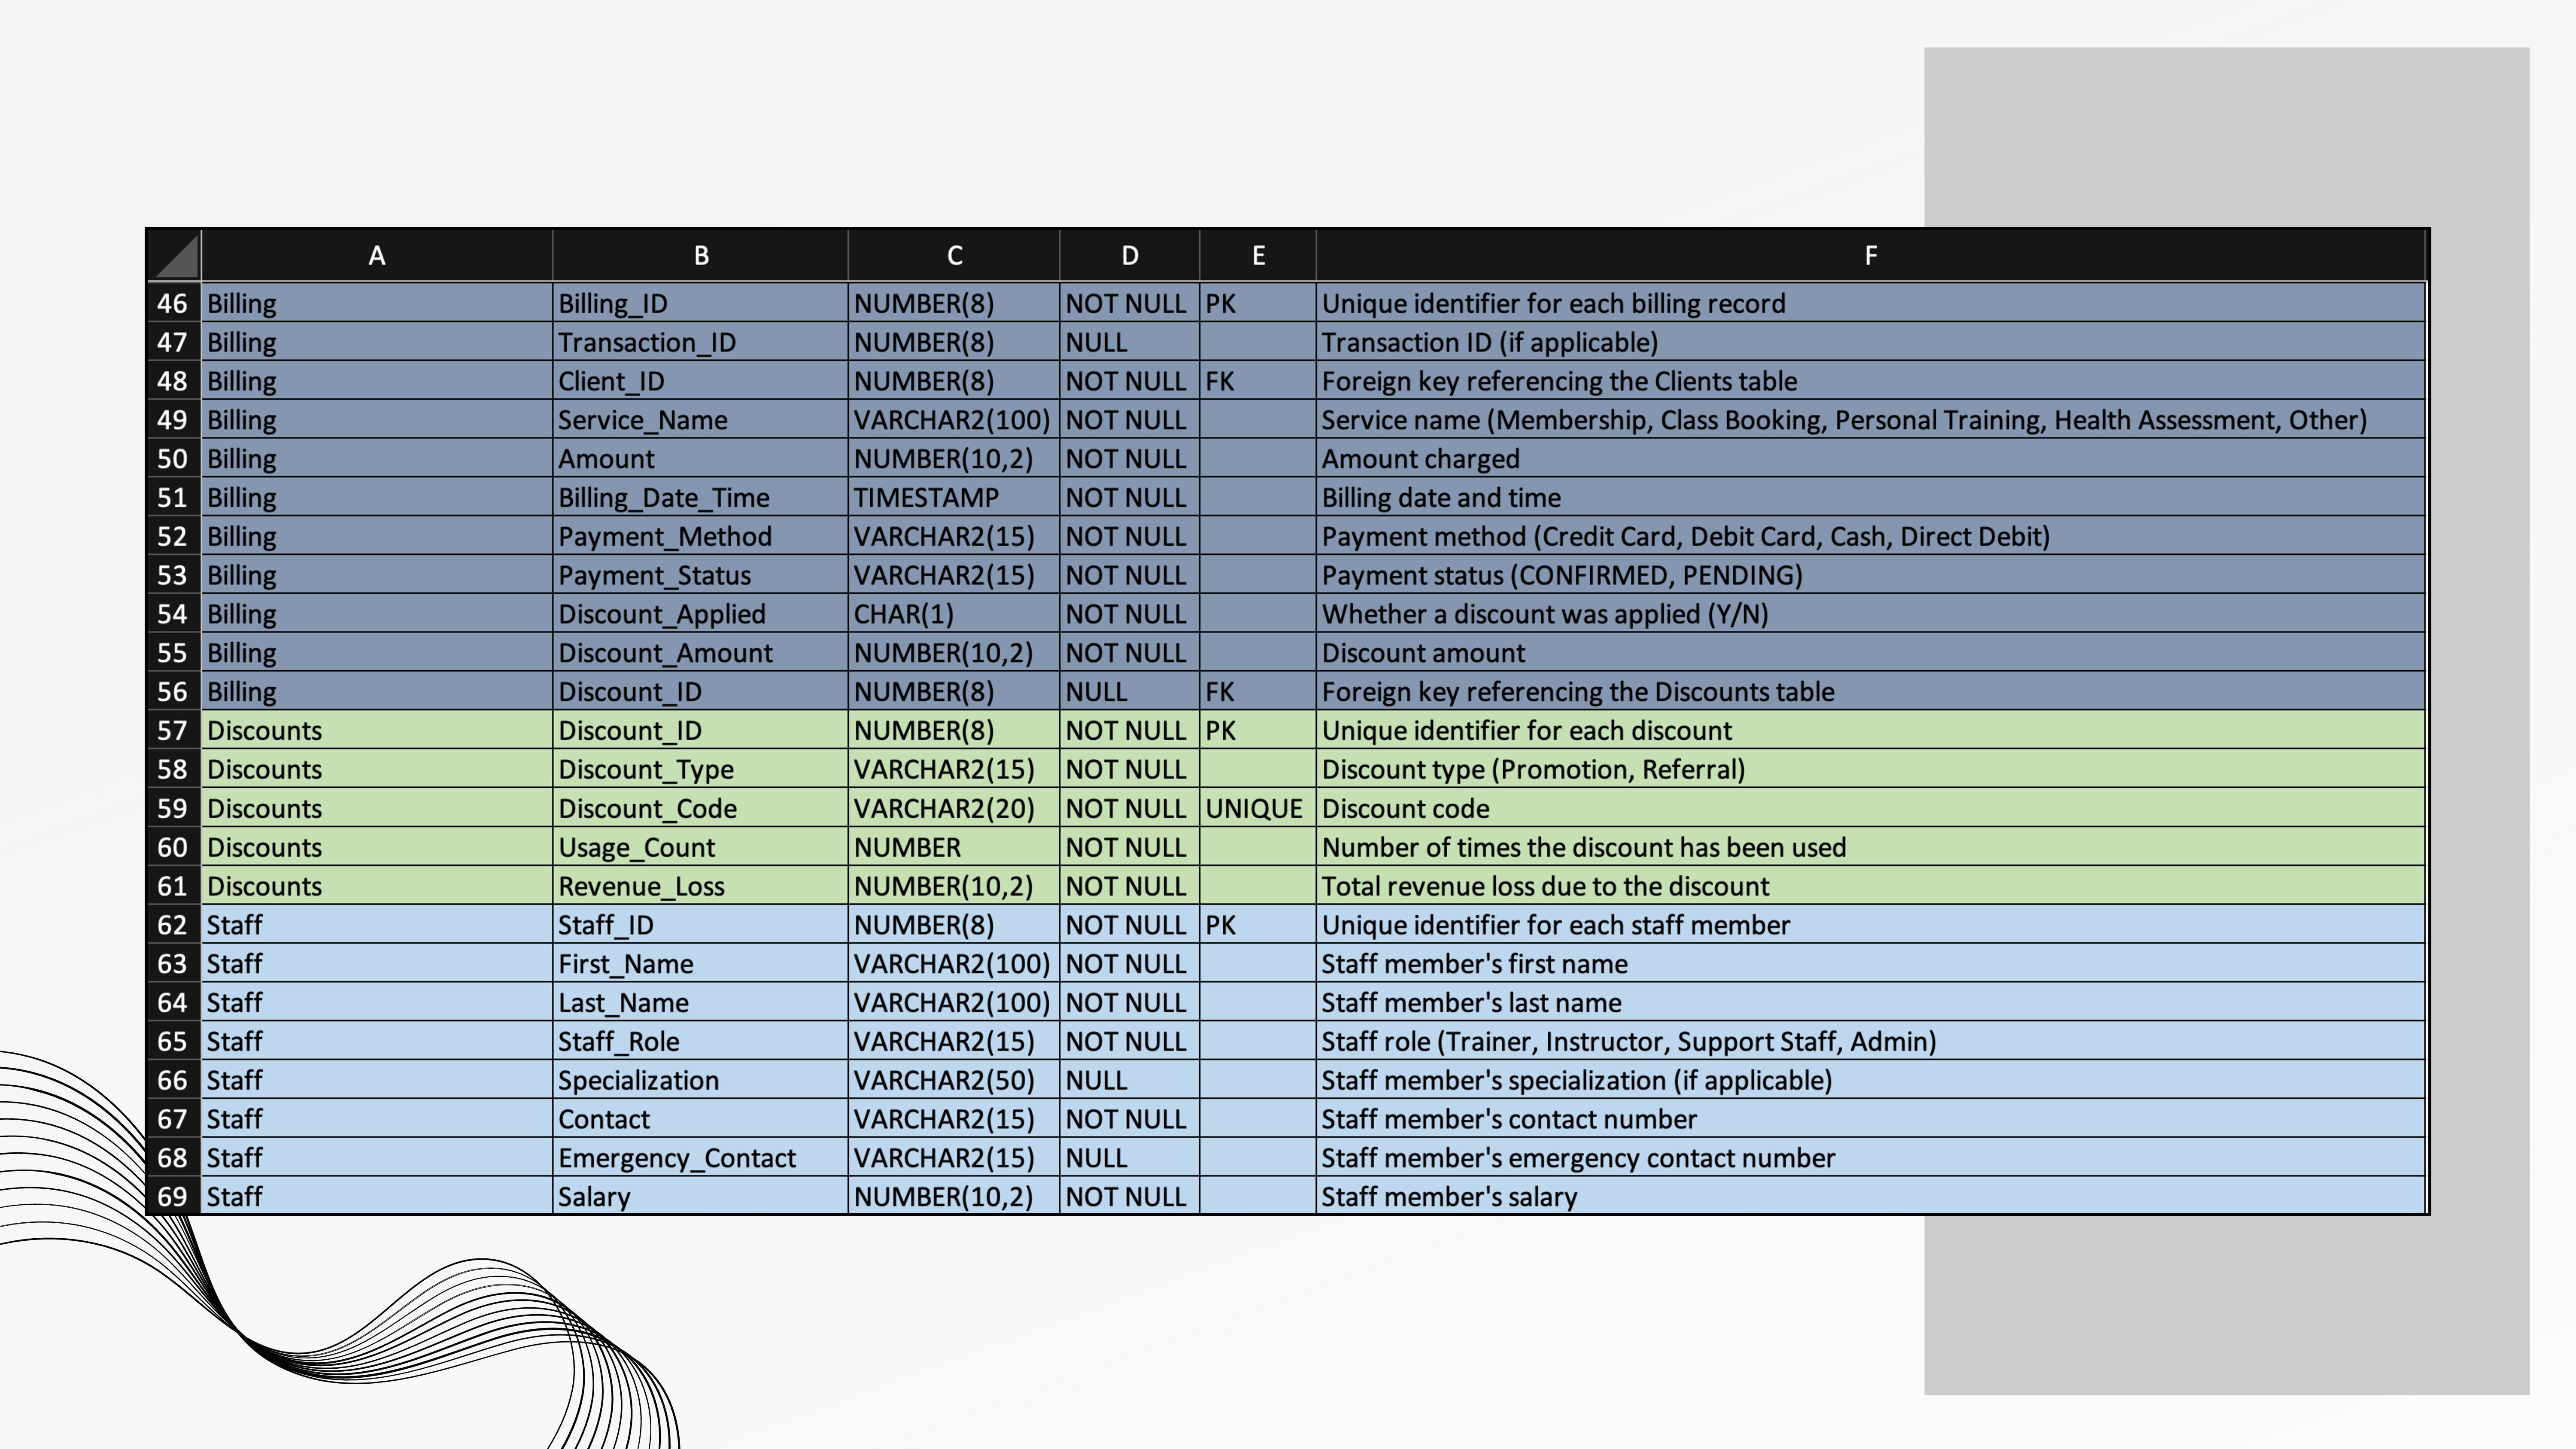 A B C D E F
46 Billing Billing_ID NUMBER(8) NOT NULL PK Unique identifier for each billing record
47 Billing Transaction_ID NUMBER(8) NULL Transaction ID (if applicable)
48 Billing Client_ID NUMBER(8) NOT NULL FK Foreign key referencing the Clients table
49 Billing Service_Name VARCHAR2(100) NOT NULL Service name (Membership, Class Booking, Personal Training, Health Assessment, Other)
50 Billing Amount NUMBER(10,2) NOT NULL Amount charged
51 Billing Billing_Date_Time TIMESTAMP NOT NULL Billing date and time
52 Billing Payment_Method VARCHAR2(15) NOT NULL Payment method (Credit Card, Debit Card, Cash, Direct Debit)
53 Billing Payment_Status VARCHAR2(15) NOT NULL Payment status (CONFIRMED, PENDING)
54 Billing Discount_Applied CHAR(1) NOT NULL Whether a discount was applied (Y/N)
55 Billing Discount_Amount NUMBER(10,2) NOT NULL Discount amount
56 Billing Discount_ID NUMBER(8) NULL FK Foreign key referencing the Discounts table
57 Discounts Discount_ID NUMBER(8) NOT NULL PK Unique identifier for each discount
58 Discounts Discount_Type VARCHAR2(15) NOT NULL Discount type (Promotion, Referral)
59 Discounts Discount_Code VARCHAR2(20) NOT NULL UNIQUE Discount code
60 Discounts Usage_Count NUMBER NOT NULL Number of times the discount has been used
61 Discounts Revenue_Loss NUMBER(10,2) NOT NULL Total revenue loss due to the discount
62 Staff Staff_ID NUMBER(8) NOT NULL PK Unique identifier for each staff member
63 Staff First_Name VARCHAR2(100) NOT NULL Staff member's first name
64 Staff Last_Name VARCHAR2(100) NOT NULL Staff member's last name
65 Staff Staff_Role VARCHAR2(15) NOT NULL Staff role (Trainer, Instructor, Support Staff, Admin)
66 Staff Specialization VARCHAR2(50) NULL Staff member's specialization (if applicable)
67 Staff Contact VARCHAR2(15) NOT NULL Staff member's contact number
68 Staff Emergency_Contact VARCHAR2(15) NULL Staff member's emergency contact number
69 Staff Salary NUMBER(10,2) NOT NULL Staff member's salary